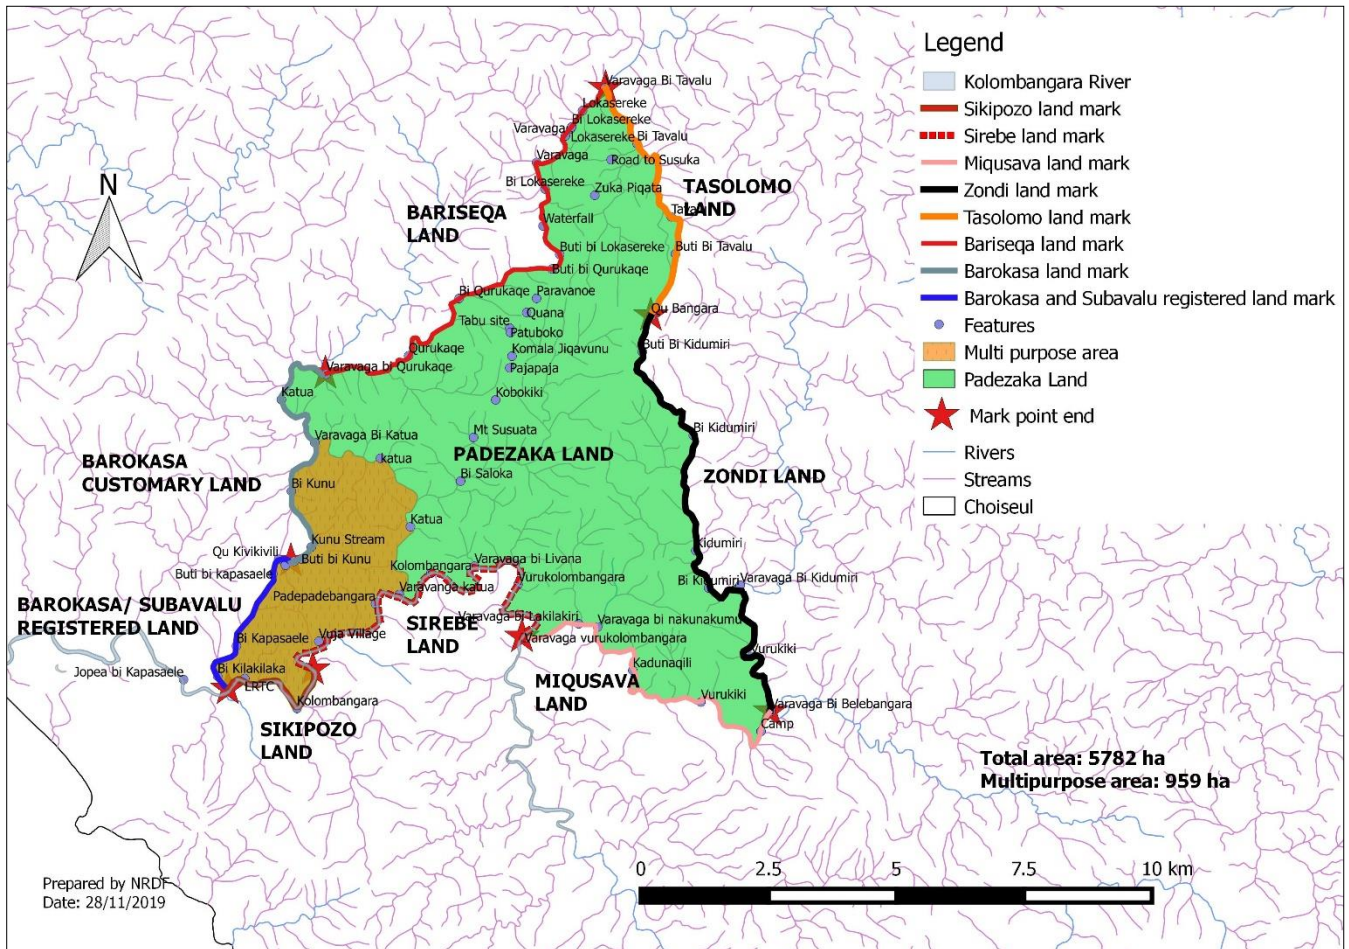 Legend
Kolombangara River
Sikipozo land mark
Sirebe land mark
Miqusava land mark
Zondi land mark
Tasolomo land mark
Bariseqa land mark
Barokasa land mark
Barokasa and Subavalu registered land mark
Features
Multi purpose area
Padezaka Land
Mark point end
Rivers
Streams
Choiseul
N
Varavaga Bi Tavalu
Lokasereke
Bi Lokasereke
Varavaga
Lokasereke
Bi Tavalu
Varavaga
Road to Susuka
Bi Lokasereke
Zuka Piqata
TASOLOMO
LAND
BARISEQA
LAND
Waterfall
Buti bi Lokasereke
Buti Bi Tavalu
Buti bi Qurukaqe
Bi Qurukaqe
Paravanoe
Quana
Qu Bangara
Tabu site
Patuboko
Qurukaqe
Komala Jiqavunu
Buti Bi Kidumiri
Varavaga bi Qurukaqe
Pajapaja
Katua
Kobokiki
Varavaga Bi Katua
Mt Susuata
Bi Kidumiri
katua
PADEZAKA LAND
BAROKASA
CUSTOMARY LAND
Bi Saloka
ZONDI LAND
Bi Kunu
Katua
Kunu Stream
Qu Kivikivili
Buti bi Kunu
Kidumiri
Buti bi kapasaele
Kolombangara
Varavaga bi Livana
Vurukolombangara
Bi Kidumiri
Varavaga Bi Kidumiri
Varavanga katua
Padepadebangara
BAROKASA/ SUBAVALU
REGISTERED LAND
SIREBE
LAND
Varavaga bi Lakilakiri
Varavaga bi nakunakumu
Bi Kapasaele
Vuja Village
Varavaga vurukolombangara
Vurukiki
Jopea bi Kapasaele
Bi Kilakilaka
LRTC
Kadunaqili
MIQUSAVA
LAND
Kolombangara
Vurukiki
Varavaga Bi Belebangara
Camp
SIKIPOZO
LAND
Total area: 5782 ha
Multipurpose area: 959 ha
0 2.5 5 7.5 10 km
Prepared by NRDF
Date: 28/11/2019